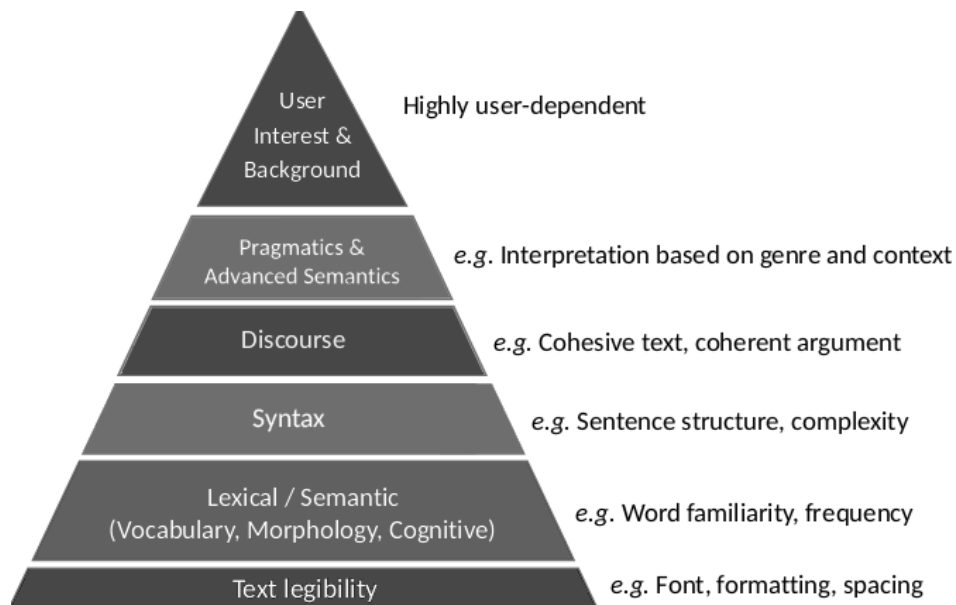 User
Interest &
Background
Highly user-dependent
Pragmatics &
Advanced Semantics
e.g. Interpretation based on genre and context
Discourse
e.g. Cohesive text, coherent argument
Syntax
e.g. Sentence structure, complexity
Lexical / Semantic
(Vocabulary, Morphology, Cognitive)
e.g. Word familiarity, frequency
Text legibility
e.g. Font, formatting, spacing